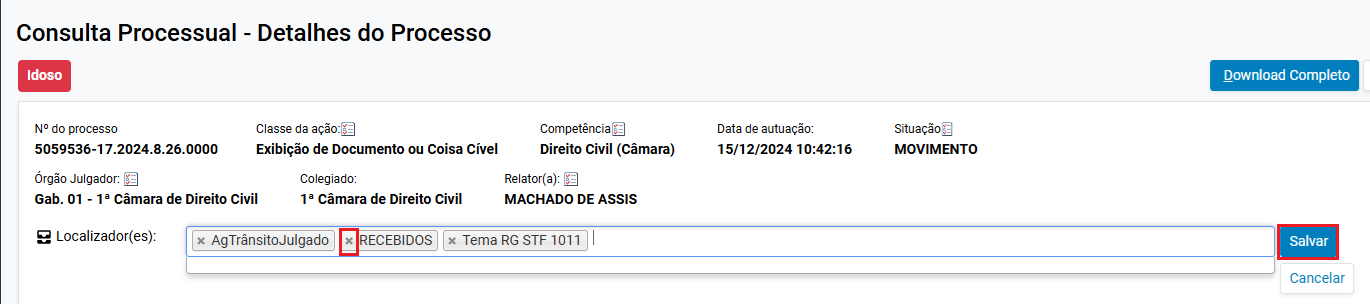 Consulta Processual - Detalhes do Processo
Idoso
Download Completo
Nº do processo Classe da ação: Competência Data de autuação: Situação
5059536-17.2024.8.26.0000 Exibição de Documento ou Coisa Cível Direito Civil (Câmara) 15/12/2024 10:42:16 MOVIMENTO
Órgão Julgador: Colegiado: Relator(a):
Gab. 01 - 1ª Câmara de Direito Civil 1ª Câmara de Direito Civil MACHADO DE ASSIS
Localizador(es): × AgTrânsitoJulgado × RECEBIDOS × Tema RG STF 1011 Salvar
Cancelar